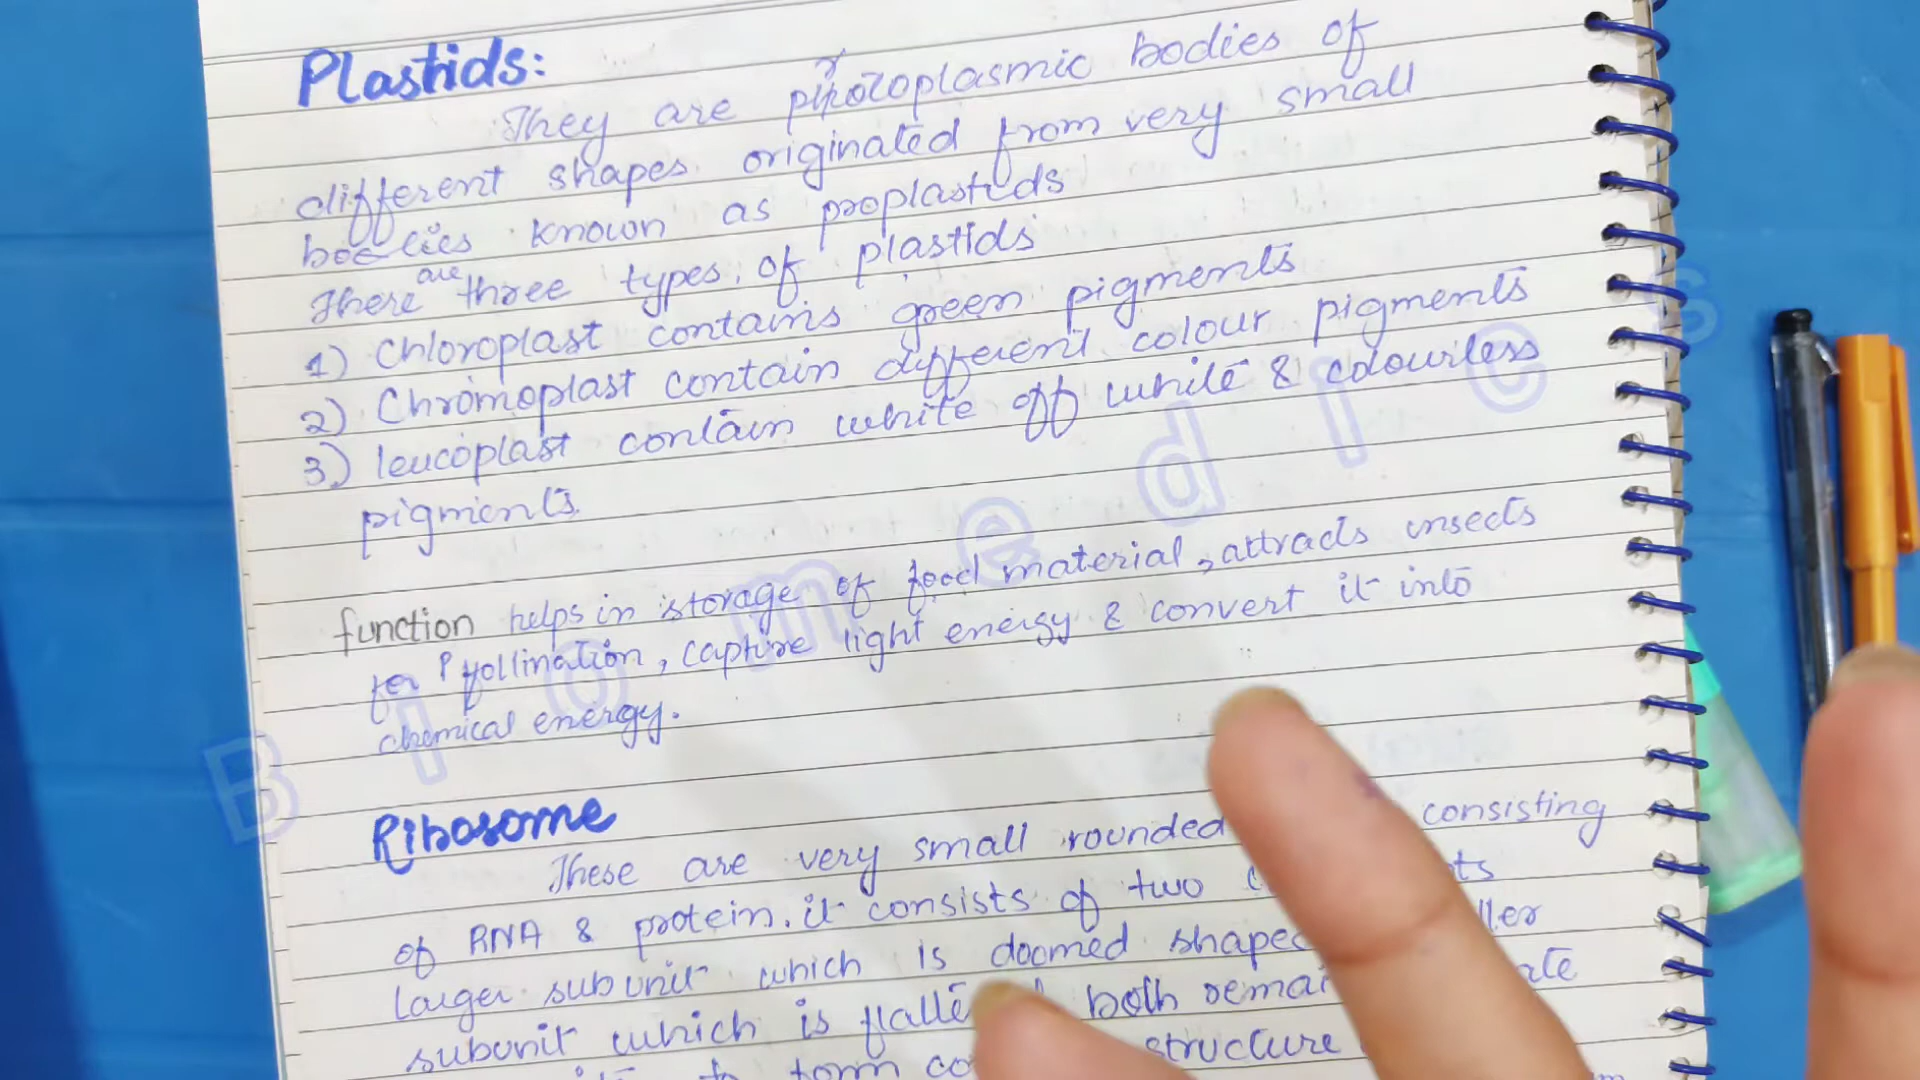 Plastids:
They are protoplasmic bodies of
different shapes originated from very small
bodies known as proplastids
There are three types of plastids
1) Chloroplast contains green pigments
2) Chromoplast contain different colour pigments
3) leucoplast contain white off white & colourless
pigments.
function helps in storage of food material, attracts insects
for Pollination, capture light energy & convert it into
chemical energy.
Ribosome
These are very small rounded consisting
of RNA & protein. it consists of two
larger subunit which is doomed shaped
subunit which is both
to form structure
Biomedics